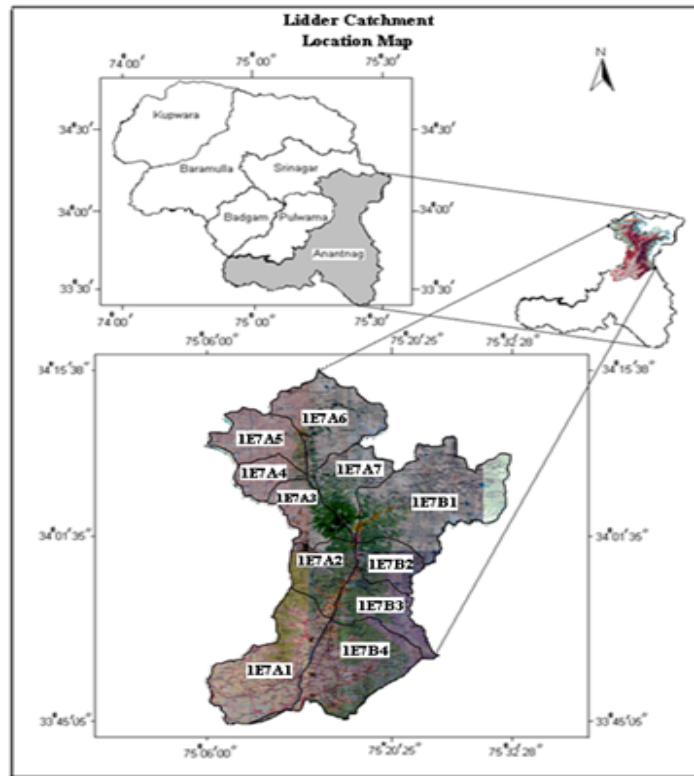 Lidder Catchment
Location Map
N
74°00′ 75°00′ 75°30′
34°30′ 34°30′
Kupwara
Baramulla Srinagar
34°00′ 34°00′
Badgam Pulwama
Anantnag
33°30′ 33°30′
74°00′ 75°00′ 75°30′
75°06′00″ 75°20′25″ 75°32′28″
34°15′38″ 34°15′38″
1E7A6
1E7A5
1E7A7
1E7A4
1E7A3 1E7B1
34°01′35″ 34°01′35″
1E7A2 1E7B2
1E7B3
1E7B4
1E7A1
33°45′05″ 33°45′05″
75°06′00″ 75°20′25″ 75°32′28″